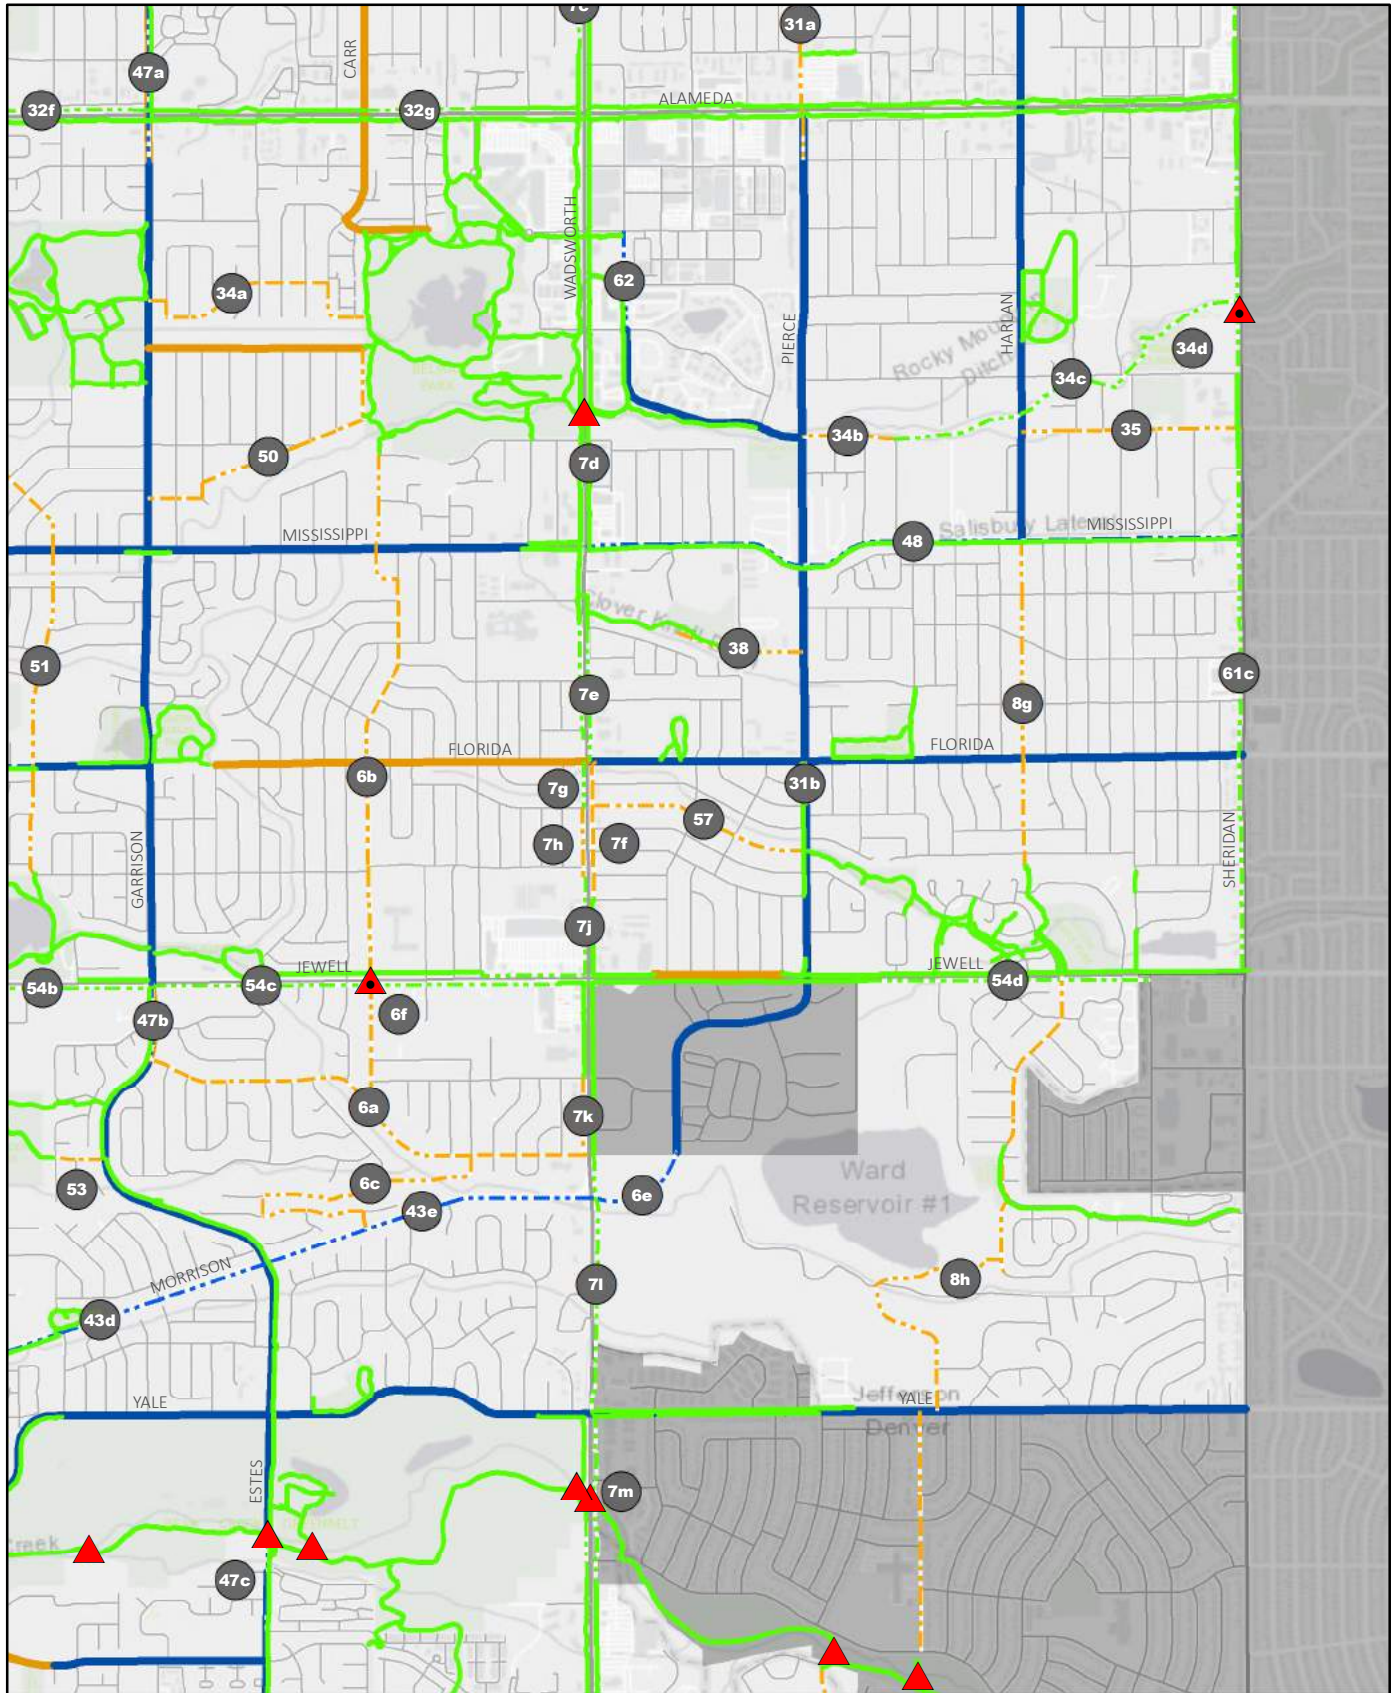 7c
31a
CARR
47a
ALAMEDA
32f
32g
WADSWORTH
62
34a
HARLAN
PIERCE
Rocky Mou
Ditch
34d
34c
35
34b
50
7d
MISSISSIPPI
Salisbury Lateral
MISSISSIPPI
48
Clover Knoll
38
51
61c
7e
8g
FLORIDA
FLORIDA
6b
7g
31b
57
7h
7f
GARRISON
SHERIDAN
7j
JEWELL
JEWELL
54b
54c
54d
6f
47b
6a
7k
Ward
Reservoir #1
53
6c
6e
43e
MORRISON
7l
8h
43d
Jefferson
YALE
YALE
Denver
ESTES
7m
Creek
47c